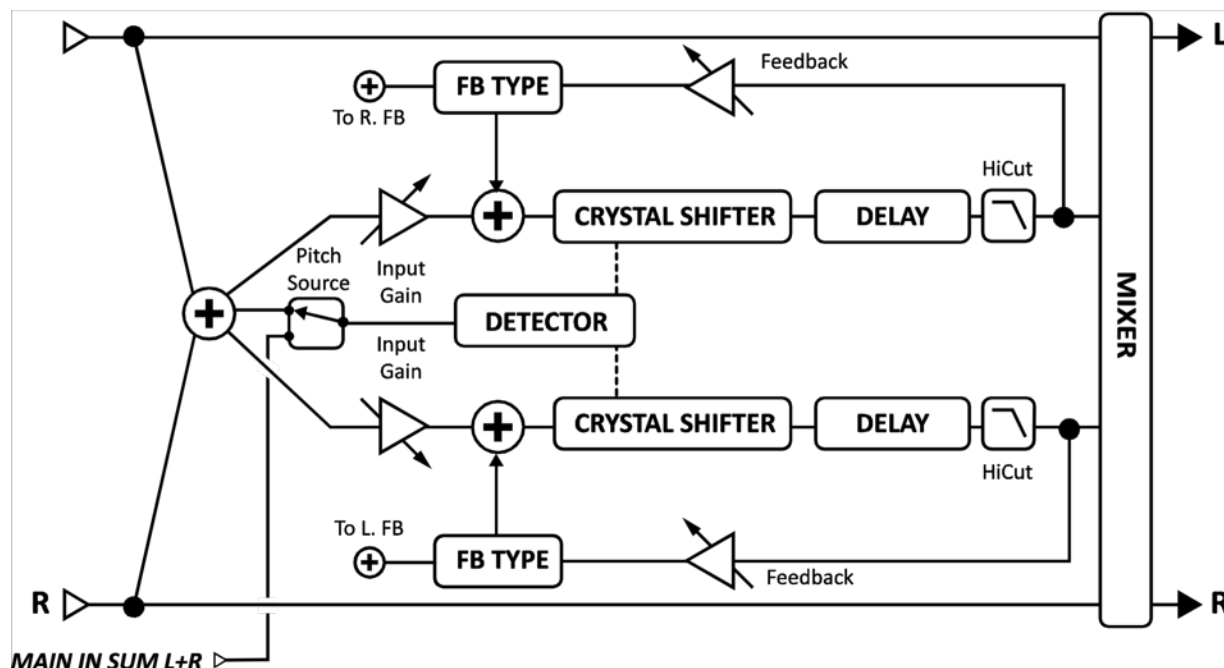 L
Feedback
FB TYPE
To R. FB
HiCut
CRYSTAL SHIFTER
DELAY
Pitch
Source
Input
Gain
DETECTOR
MIXER
Input
Gain
CRYSTAL SHIFTER
DELAY
HiCut
To L. FB
FB TYPE
Feedback
R
R
MAIN IN SUM L+R